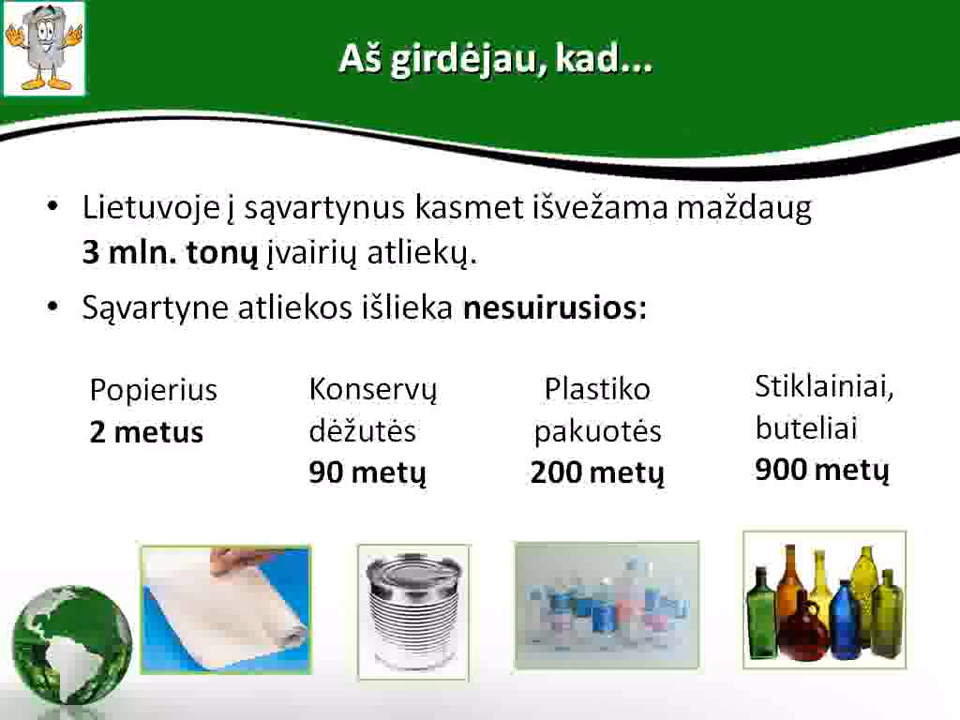 Aš girdėjau, kad...
• Lietuvoje į sąvartynus kasmet išvežama maždaug
3 mln. tonų įvairių atliekų.
• Sąvartyne atliekos išlieka nesuirusios:
Popierius
2 metus
Konservų
dėžutės
90 metų
Plastiko
pakuotės
200 metų
Stiklainiai,
buteliai
900 metų